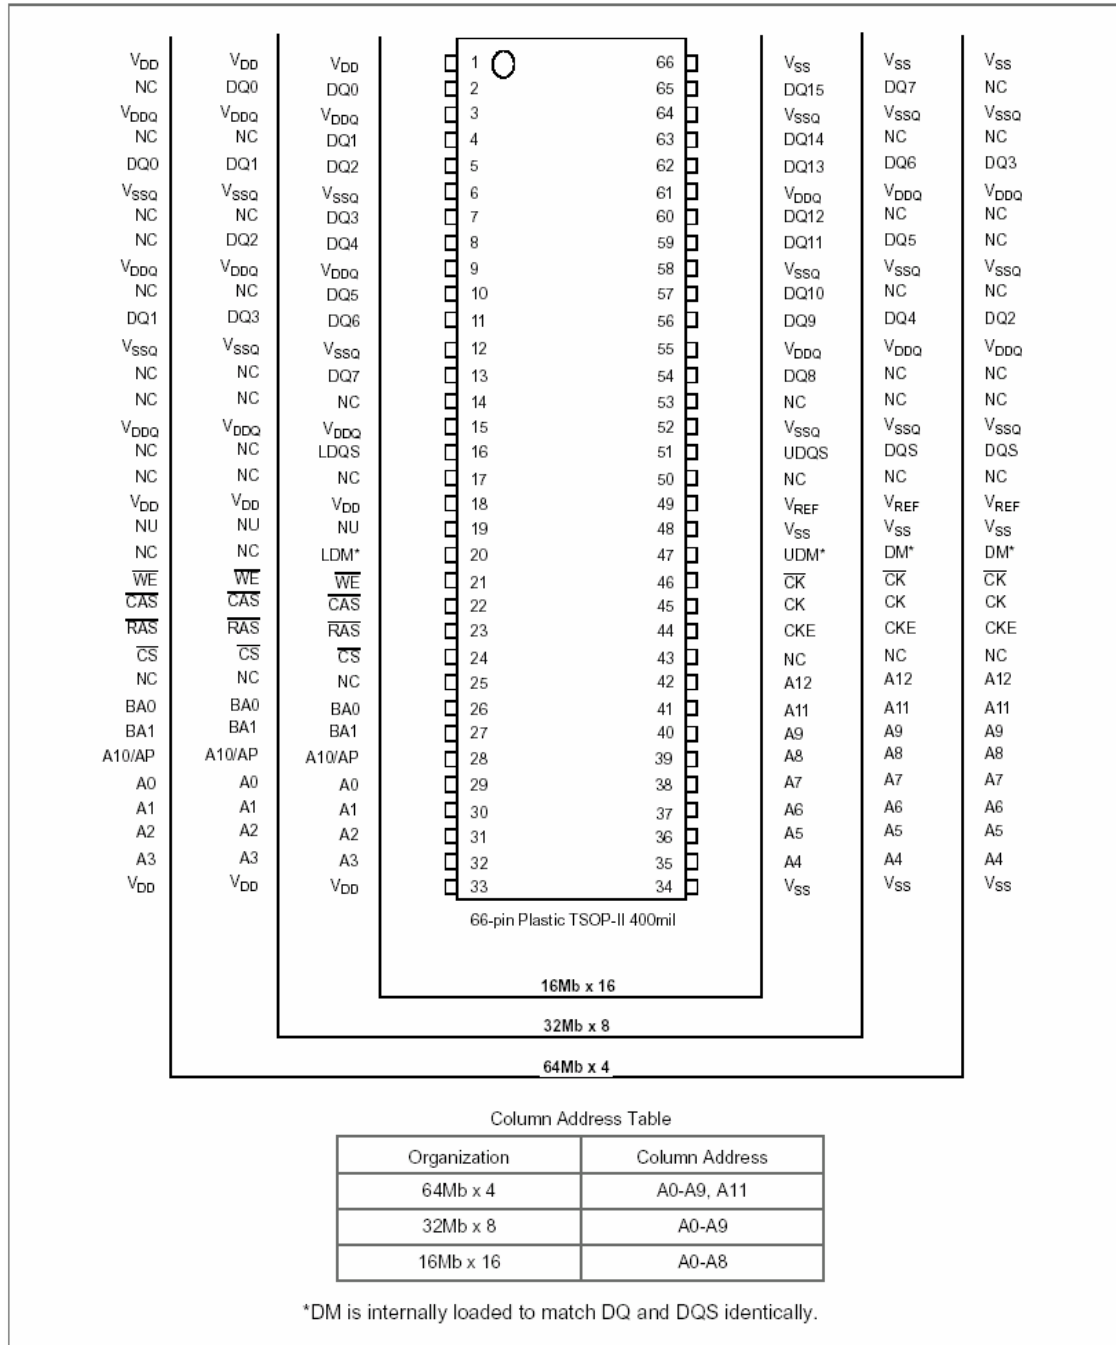 VDD VDD VDD 1 66 VSS VSS VSS
NC DQ0 DQ0 2 65 DQ15 DQ7 NC
VDDQ VDDQ VDDQ 3 64 VSSQ VSSQ VSSQ
NC NC DQ1 4 63 DQ14 NC NC
DQ0 DQ1 DQ2 5 62 DQ13 DQ6 DQ3
VSSQ VSSQ VSSQ 6 61 VDDQ VDDQ VDDQ
NC NC DQ3 7 60 DQ12 NC NC
NC DQ2 DQ4 8 59 DQ11 DQ5 NC
VDDQ VDDQ VDDQ 9 58 VSSQ VSSQ VSSQ
NC NC DQ5 10 57 DQ10 NC NC
DQ1 DQ3 DQ6 11 56 DQ9 DQ4 DQ2
VSSQ VSSQ VSSQ 12 55 VDDQ VDDQ VDDQ
NC NC DQ7 13 54 DQ8 NC NC
NC NC NC 14 53 NC NC NC
VDDQ VDDQ VDDQ 15 52 VSSQ VSSQ VSSQ
NC NC LDQS 16 51 UDQS DQS DQS
NC NC NC 17 50 NC NC NC
VDD VDD VDD 18 49 VREF VREF VREF
NU NU NU 19 48 VSS VSS VSS
NC NC LDM* 20 47 UDM* DM* DM*
WE WE WE 21 46 CK CK CK
CAS CAS CAS 22 45 CK CK CK
RAS RAS RAS 23 44 CKE CKE CKE
CS CS CS 24 43 NC NC NC
NC NC NC 25 42 A12 A12 A12
BA0 BA0 BA0 26 41 A11 A11 A11
BA1 BA1 BA1 27 40 A9 A9 A9
A10/AP A10/AP A10/AP 28 39 A8 A8 A8
A0 A0 A0 29 38 A7 A7 A7
A1 A1 A1 30 37 A6 A6 A6
A2 A2 A2 31 36 A5 A5 A5
A3 A3 A3 32 35 A4 A4 A4
VDD VDD VDD 33 34 VSS VSS VSS
66-pin Plastic TSOP-II 400mil
16Mb x 16
32Mb x 8
64Mb x 4
Column Address Table
Organization Column Address
64Mb x 4 A0-A9, A11
32Mb x 8 A0-A9
16Mb x 16 A0-A8
*DM is internally loaded to match DQ and DQS identically.